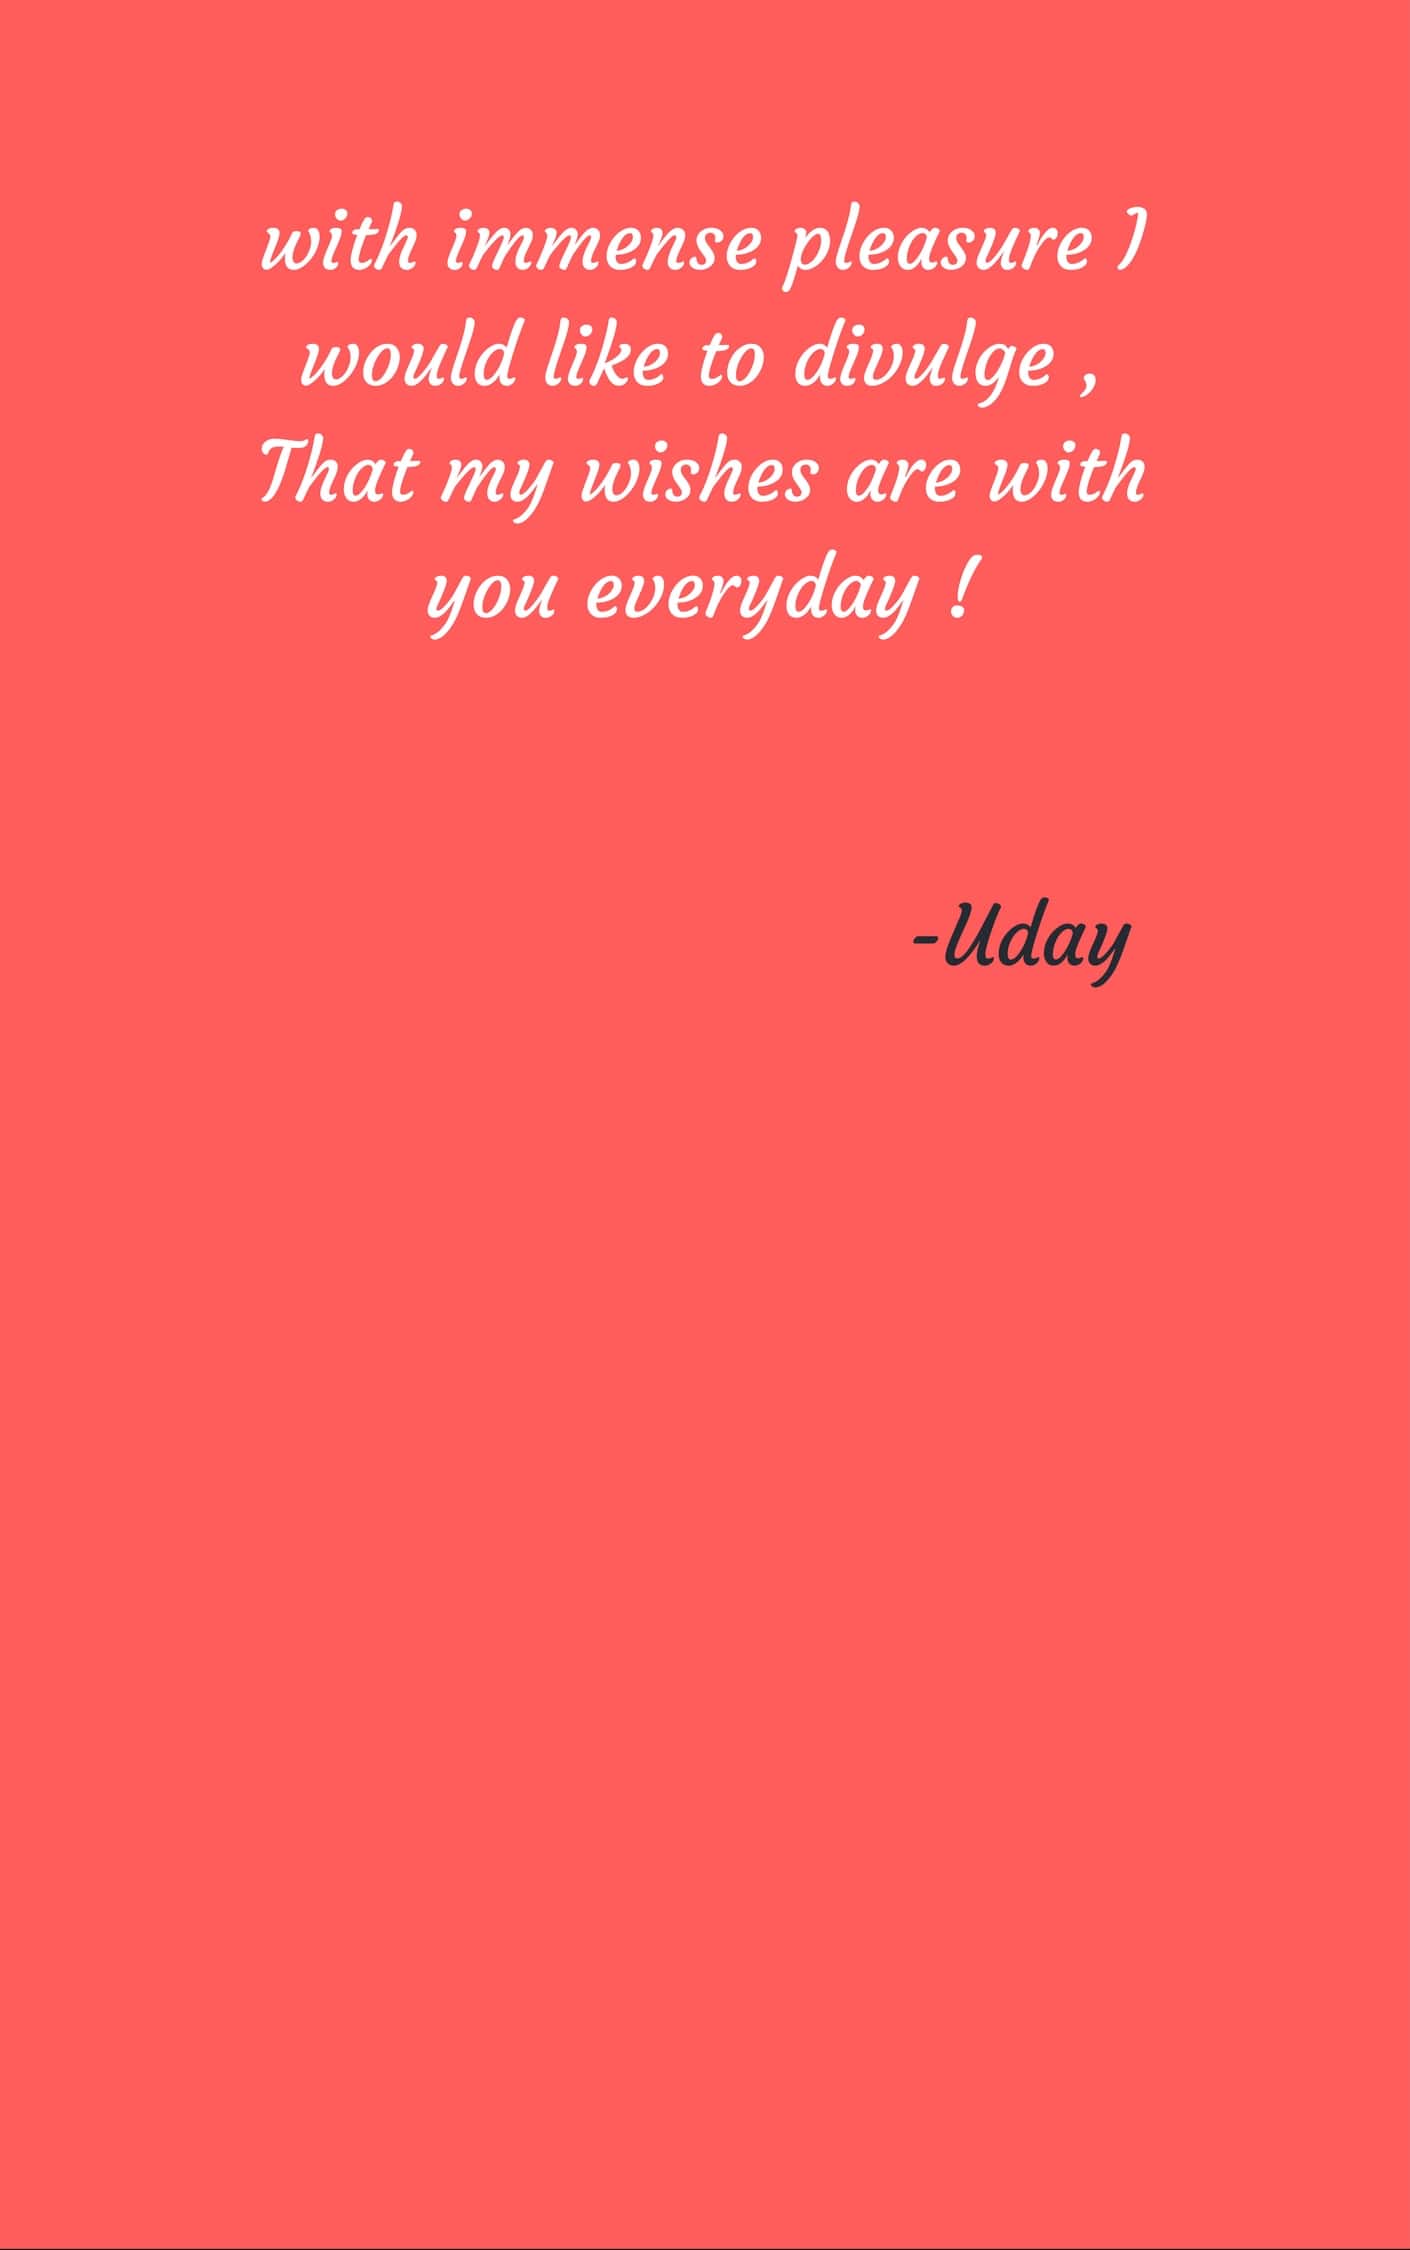 with immense pleasure I
would like to divulge ,
That my wishes are with
you everyday !
-Uday